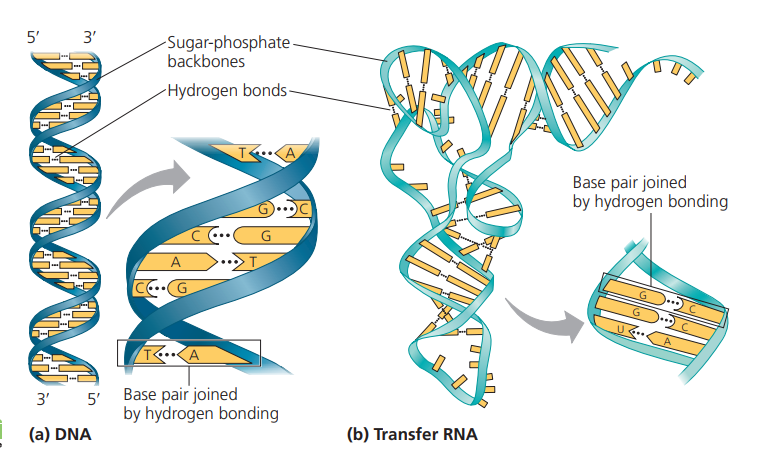 5′ 3′
Sugar-phosphate
backbones
Hydrogen bonds
T A
G C
C G
A T
C G
T A
Base pair joined
by hydrogen bonding
3′ 5′
(a) DNA
Base pair joined
by hydrogen bonding
G C
G C
U A
(b) Transfer RNA